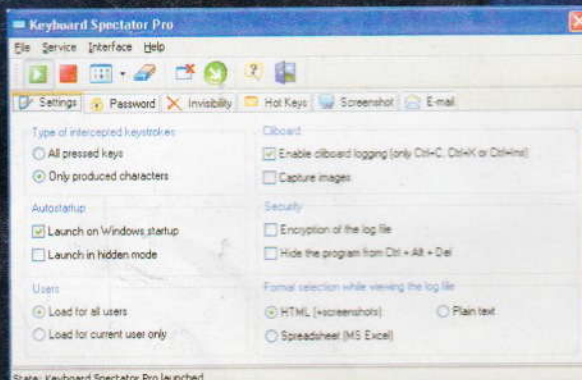 Keyboard Spectator Pro
File Service Interface Help
Settings Password Invisibility Hot Keys Screenshot E-mail
Type of intercepted keystrokes
All pressed keys
Only produced characters
Cliboard
Enable cliboard logging (only Ctrl+C, Ctrl+X or Ctrl+Ins)
Capture images
Autostartup
Launch on Windows startup
Launch in hidden mode
Security
Encryption of the log file
Hide the program from Ctrl + Alt + Del
Users
Load for all users
Load for current user only
Format selection while viewing the log file
HTML (+screenshots) Plain text
Spreadsheet (MS Excel)
State: Keyboard Spectator Pro launched